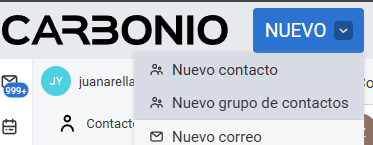 CARBONIO
NUEVO
Nuevo contacto
JY
juanarella
999+
Nuevo grupo de contactos
Contact
Nuevo correo